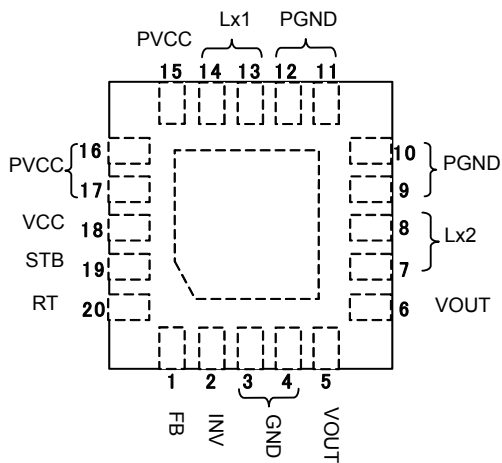 PVCC Lx1 PGND
15 14 13 12 11
16 10
PVCC PGND
17 9
VCC 18 8
Lx2
STB 19 7
RT 20 6 VOUT
1 2 3 4 5
FB INV GND VOUT